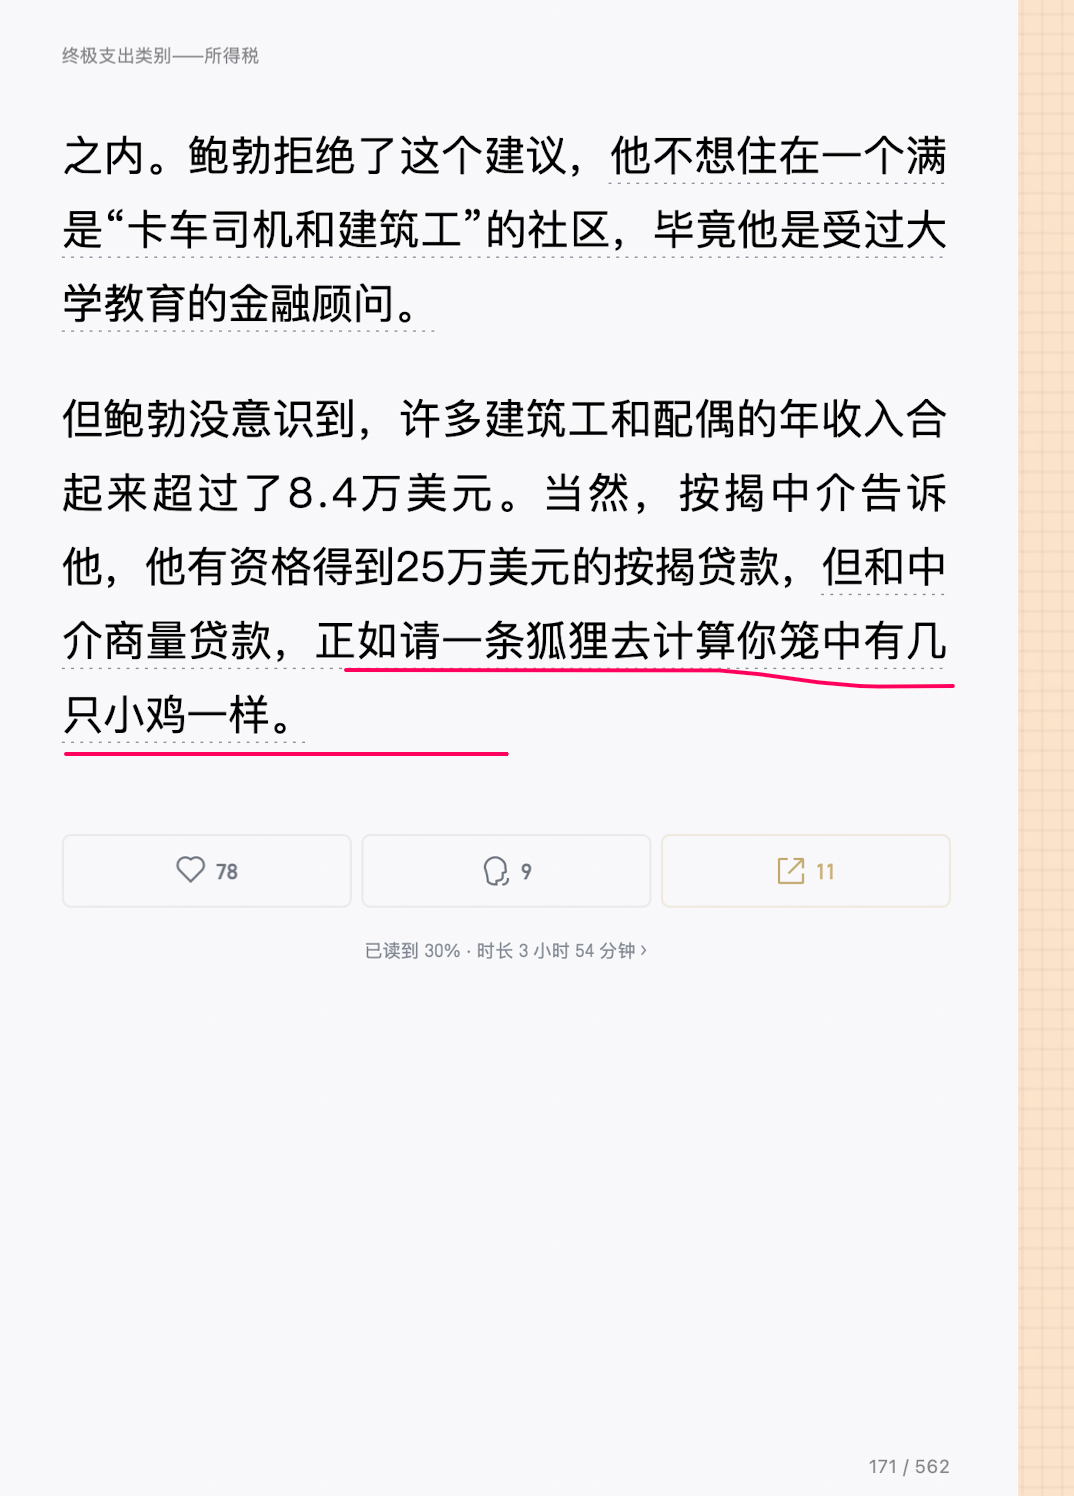 终极支出类别——所得税
之内。鲍勃拒绝了这个建议，他不想住在一个满
是“卡车司机和建筑工”的社区，毕竟他是受过大
学教育的金融顾问。
但鲍勃没意识到，许多建筑工和配偶的年收入合
起来超过了8.4万美元。当然，按揭中介告诉
他，他有资格得到25万美元的按揭贷款，但和中
介商量贷款，正如请一条狐狸去计算你笼中有几
只小鸡一样。
78
9
11
已读到 30% · 时长 3 小时 54 分钟 ›
171 / 562